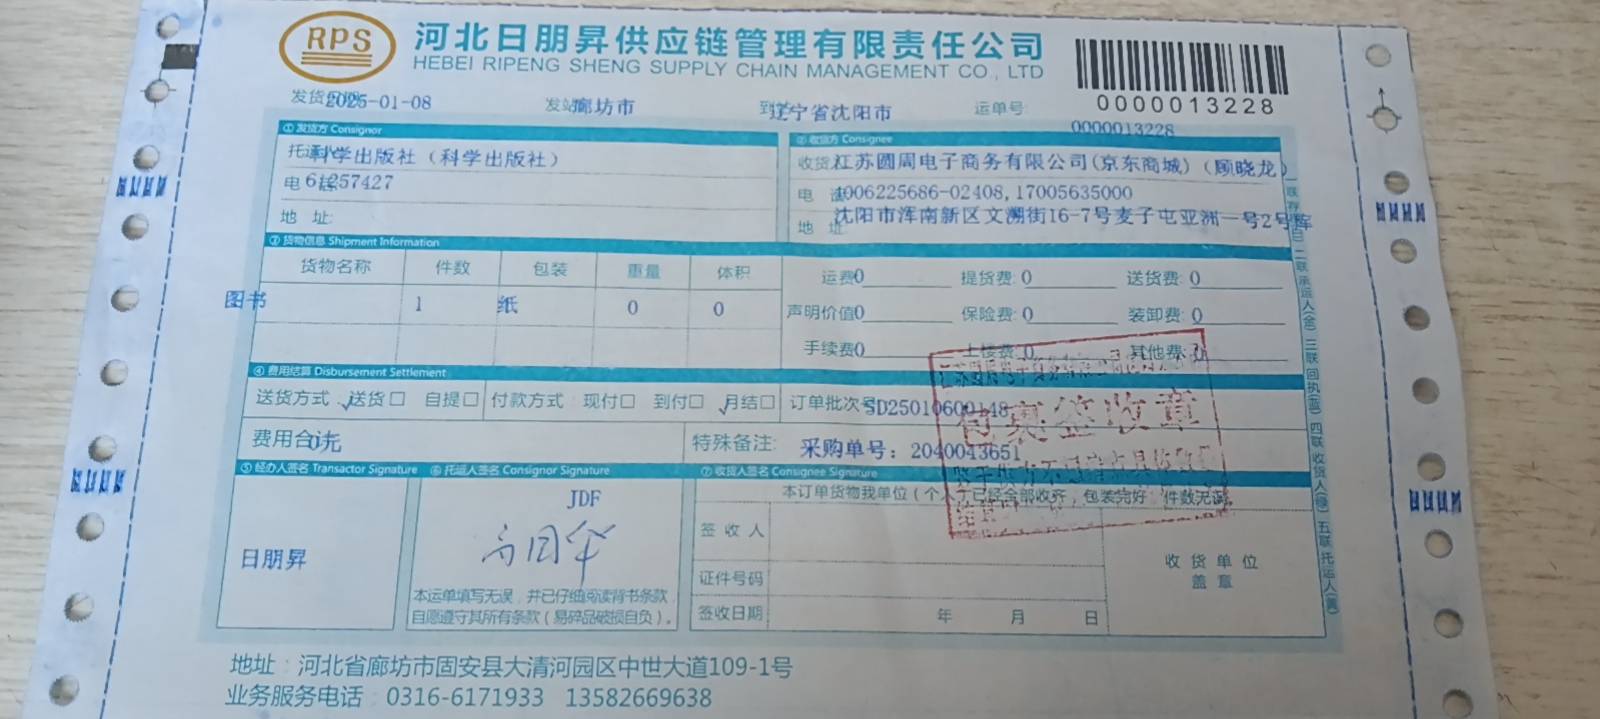 RPS
河北日朋昇供应链管理有限责任公司
HEBEI RIPENG SHENG SUPPLY CHAIN MANAGEMENT CO., LTD
0000013228
发货 2025-01-08 发站 廊坊市 到 辽宁省沈阳市 运单号: 0000013228
①发货方 Consignor ②收货方 Consignee
托运 科学出版社（科学出版社） 收货 江苏圆周电子商务有限公司(京东商城)（顾晓龙）
电 57427 电 话 4006225686-02408,17005635000
地 址: 地 址: 沈阳市浑南新区文溯街16-7号麦子屯亚洲一号2号库
③货物信息 Shipment Information
货物名称 件数 包装 重量 体积 运费 0 提货费: 0 送货费: 0
图书 1 纸 0 0 声明价值 0 保险费: 0 装卸费: 0
手续费 0 上楼费: 0 其他费: 0
④费用结算 Disbursement Settlement
送货方式: √送货□ 自提□ 付款方式: 现付□ 到付□ √月结□ 订单批次号 SD25010600148
包裹签收章
费用合计: 0元 特殊备注: 采购单号: 2040043651
⑤经办人签名 Transactor Signature ⑥托运人签名 Consignor Signature ⑦收货人签名 Consignee Signature
本订单货物我单位（个人）已经全部收齐，包装完好，件数无误
JDF
日朋昇
签收人
证件号码
签收日期 年 月 日
收货单位
盖章
本运单填写无误，并已仔细阅读背书条款，
自愿遵守其所有条款（易碎品破损自负）。
地址：河北省廊坊市固安县大清河园区中世大道109-1号
业务服务电话：0316-6171933 13582669638